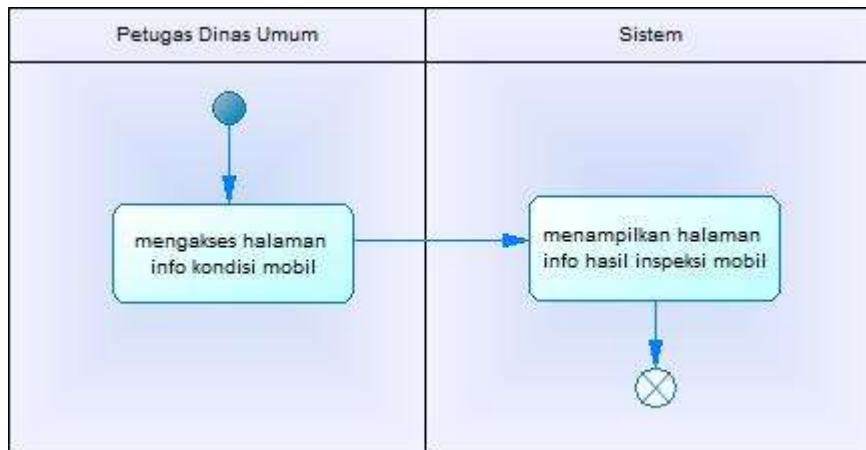 Petugas Dinas Umum
Sistem
mengakses halaman
info kondisi mobil
menampilkan halaman
info hasil inspeksi mobil